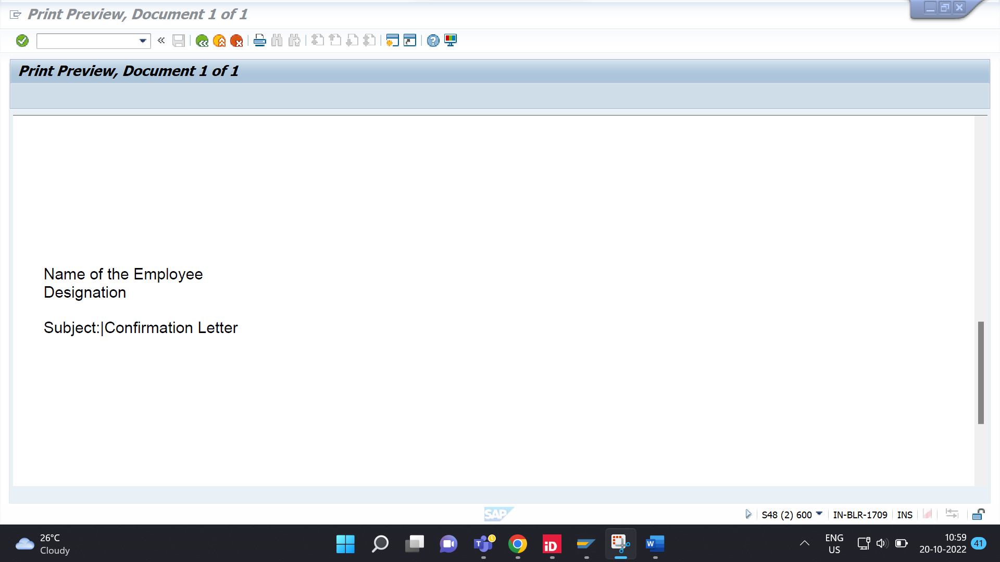 Print Preview, Document 1 of 1
Print Preview, Document 1 of 1
Name of the Employee
Designation
Subject:|Confirmation Letter
SAP
S48 (2) 600
IN-BLR-1709
INS
26°C
Cloudy
T
iD
W
ENG
US
10:59
20-10-2022
41